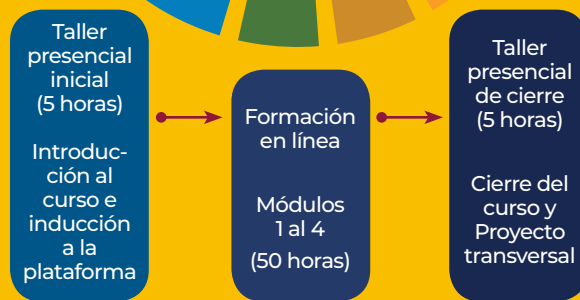 Taller
presencial
inicial
(5 horas)
Introduc-
ción al
curso e
inducción
a la
plataforma
Formación
en línea
Módulos
1 al 4
(50 horas)
Taller
presencial
de cierre
(5 horas)
Cierre del
curso y
Proyecto
transversal